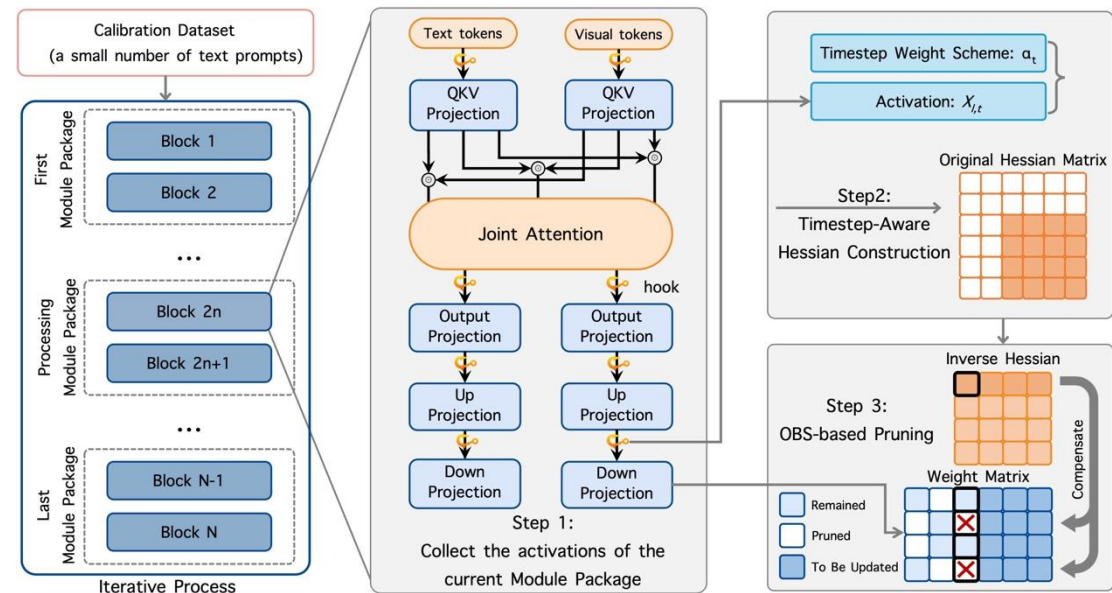 Calibration Dataset
(a small number of text prompts)
First
Module Package
Block 1
Block 2
...
Processing
Module Package
Block 2n
Block 2n+1
...
Last
Module Package
Block N-1
Block N
Iterative Process
Text tokens
Visual tokens
QKV
Projection
QKV
Projection
Joint Attention
hook
Output
Projection
Output
Projection
Up
Projection
Up
Projection
Down
Projection
Down
Projection
Step 1:
Collect the activations of the
current Module Package
Timestep Weight Scheme: αt
Activation: Xl,t
Original Hessian Matrix
Step2:
Timestep-Aware
Hessian Construction
Inverse Hessian
Step 3:
OBS-based Pruning
Compensate
Weight Matrix
Remained
Pruned
To Be Updated